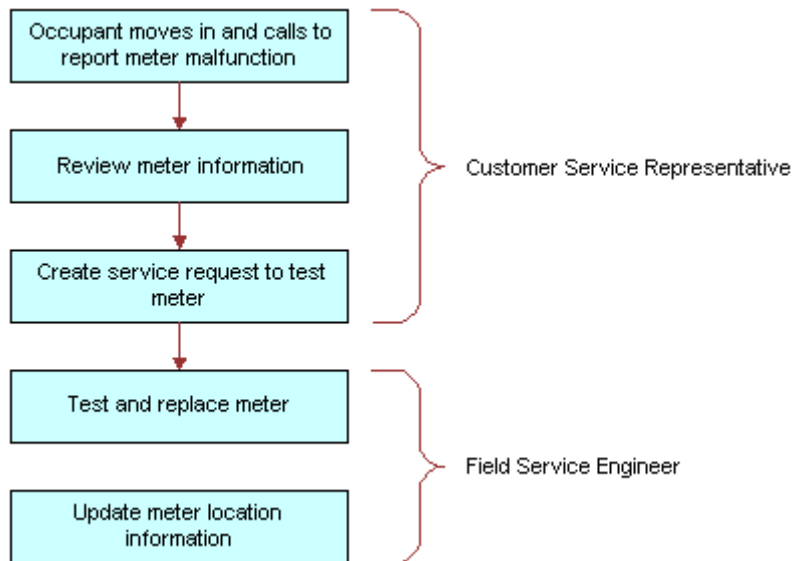 Occupant moves in and calls to
report meter malfunction
Review meter information
Customer Service Representative
Create service request to test
meter
Test and replace meter
Field Service Engineer
Update meter location
information